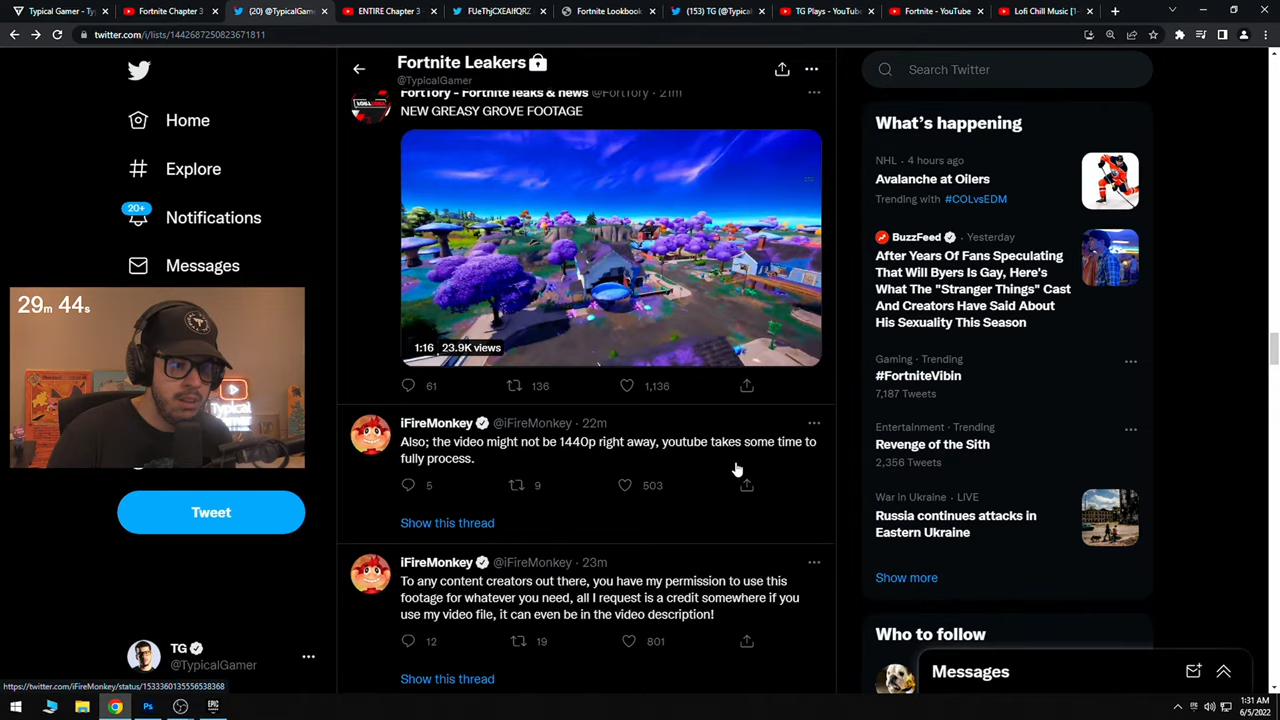 Typical Gamer - Ty
Fortnite Chapter 3
(20) @TypicalGam
ENTIRE Chapter 3
FUeThjCXEAIfQRZ
Fortnite Lookbook
(153) TG (@Typica
TG Plays - YouTube
Fortnite - YouTube
Lofi Chill Music [1-
twitter.com/i/lists/1442687250823671811
Home
Explore
20+
Notifications
Messages
29m 44s
Typical
Tweet
TG
@TypicalGamer
https://twitter.com/iFireMonkey/status/1533360135556538368
Fortnite Leakers
@TypicalGamer
FortTory - Fortnite leaks & news @FortTory · 21m
NEW GREASY GROVE FOOTAGE
1:16 23.9K views
61 136 1,136
iFireMonkey @iFireMonkey · 22m
Also; the video might not be 1440p right away, youtube takes some time to
fully process.
5 9 503
Show this thread
iFireMonkey @iFireMonkey · 23m
To any content creators out there, you have my permission to use this
footage for whatever you need, all I request is a credit somewhere if you
use my video file, it can even be in the video description!
12 19 801
Show this thread
Search Twitter
What's happening
NHL · 4 hours ago
Avalanche at Oilers
Trending with #COLvsEDM
BuzzFeed · Yesterday
After Years Of Fans Speculating
That Will Byers Is Gay, Here's
What The "Stranger Things" Cast
And Creators Have Said About
His Sexuality This Season
Gaming · Trending
#FortniteVibin
7,187 Tweets
Entertainment · Trending
Revenge of the Sith
2,356 Tweets
War in Ukraine · LIVE
Russia continues attacks in
Eastern Ukraine
Show more
Who to follow
Messages
Ps
EPIC
1:31 AM
6/5/2022